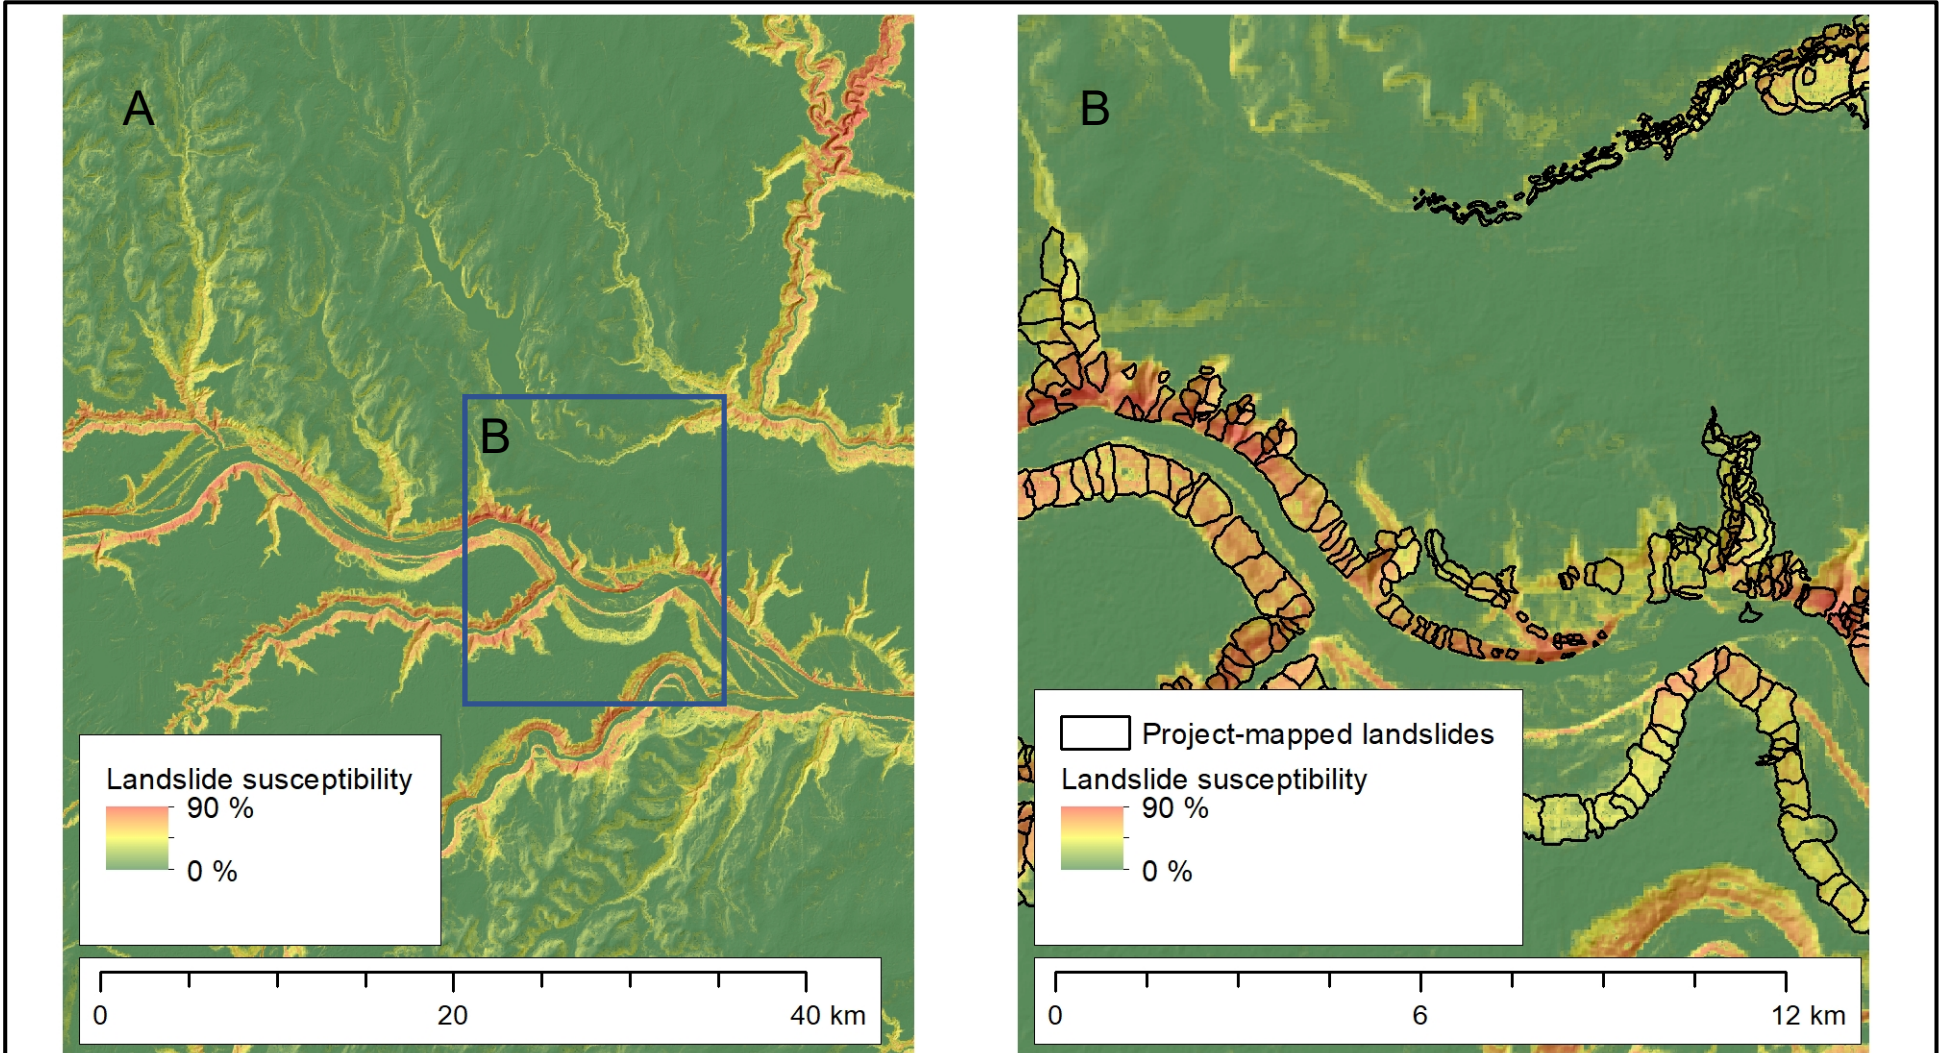 A
B
Landslide susceptibility
90 %
0 %
0 20 40 km
B
Project-mapped landslides
Landslide susceptibility
90 %
0 %
0 6 12 km